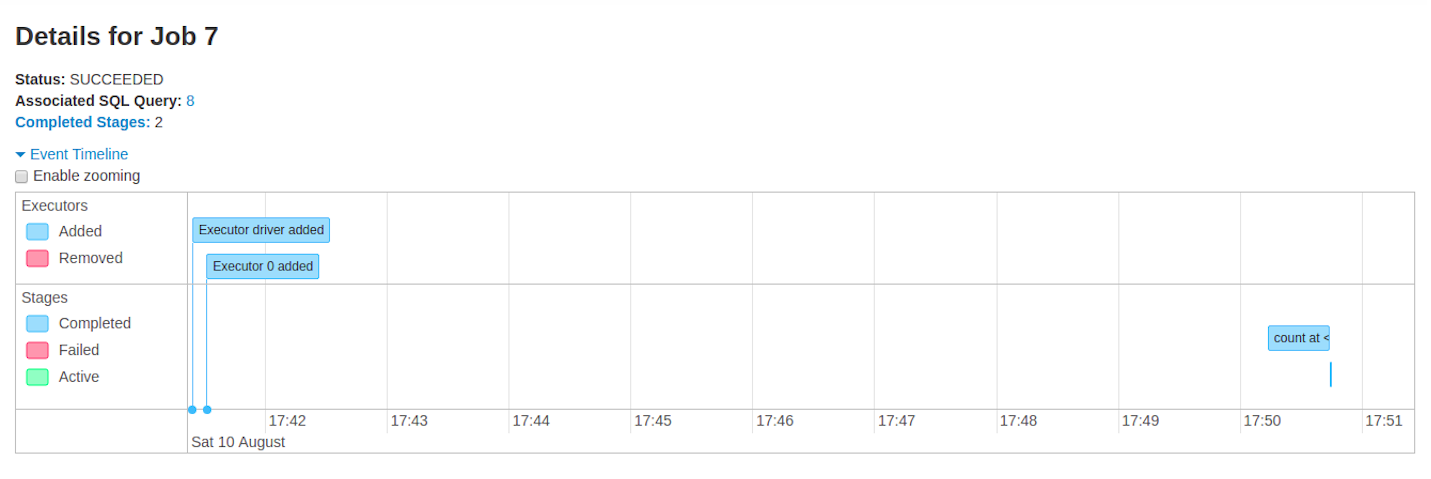 Details for Job 7
Status: SUCCEEDED
Associated SQL Query: 8
Completed Stages: 2
Event Timeline
Enable zooming
Executors
Added
Removed
Executor driver added
Executor 0 added
Stages
Completed
Failed
Active
count at <
17:42 17:43 17:44 17:45 17:46 17:47 17:48 17:49 17:50 17:51
Sat 10 August